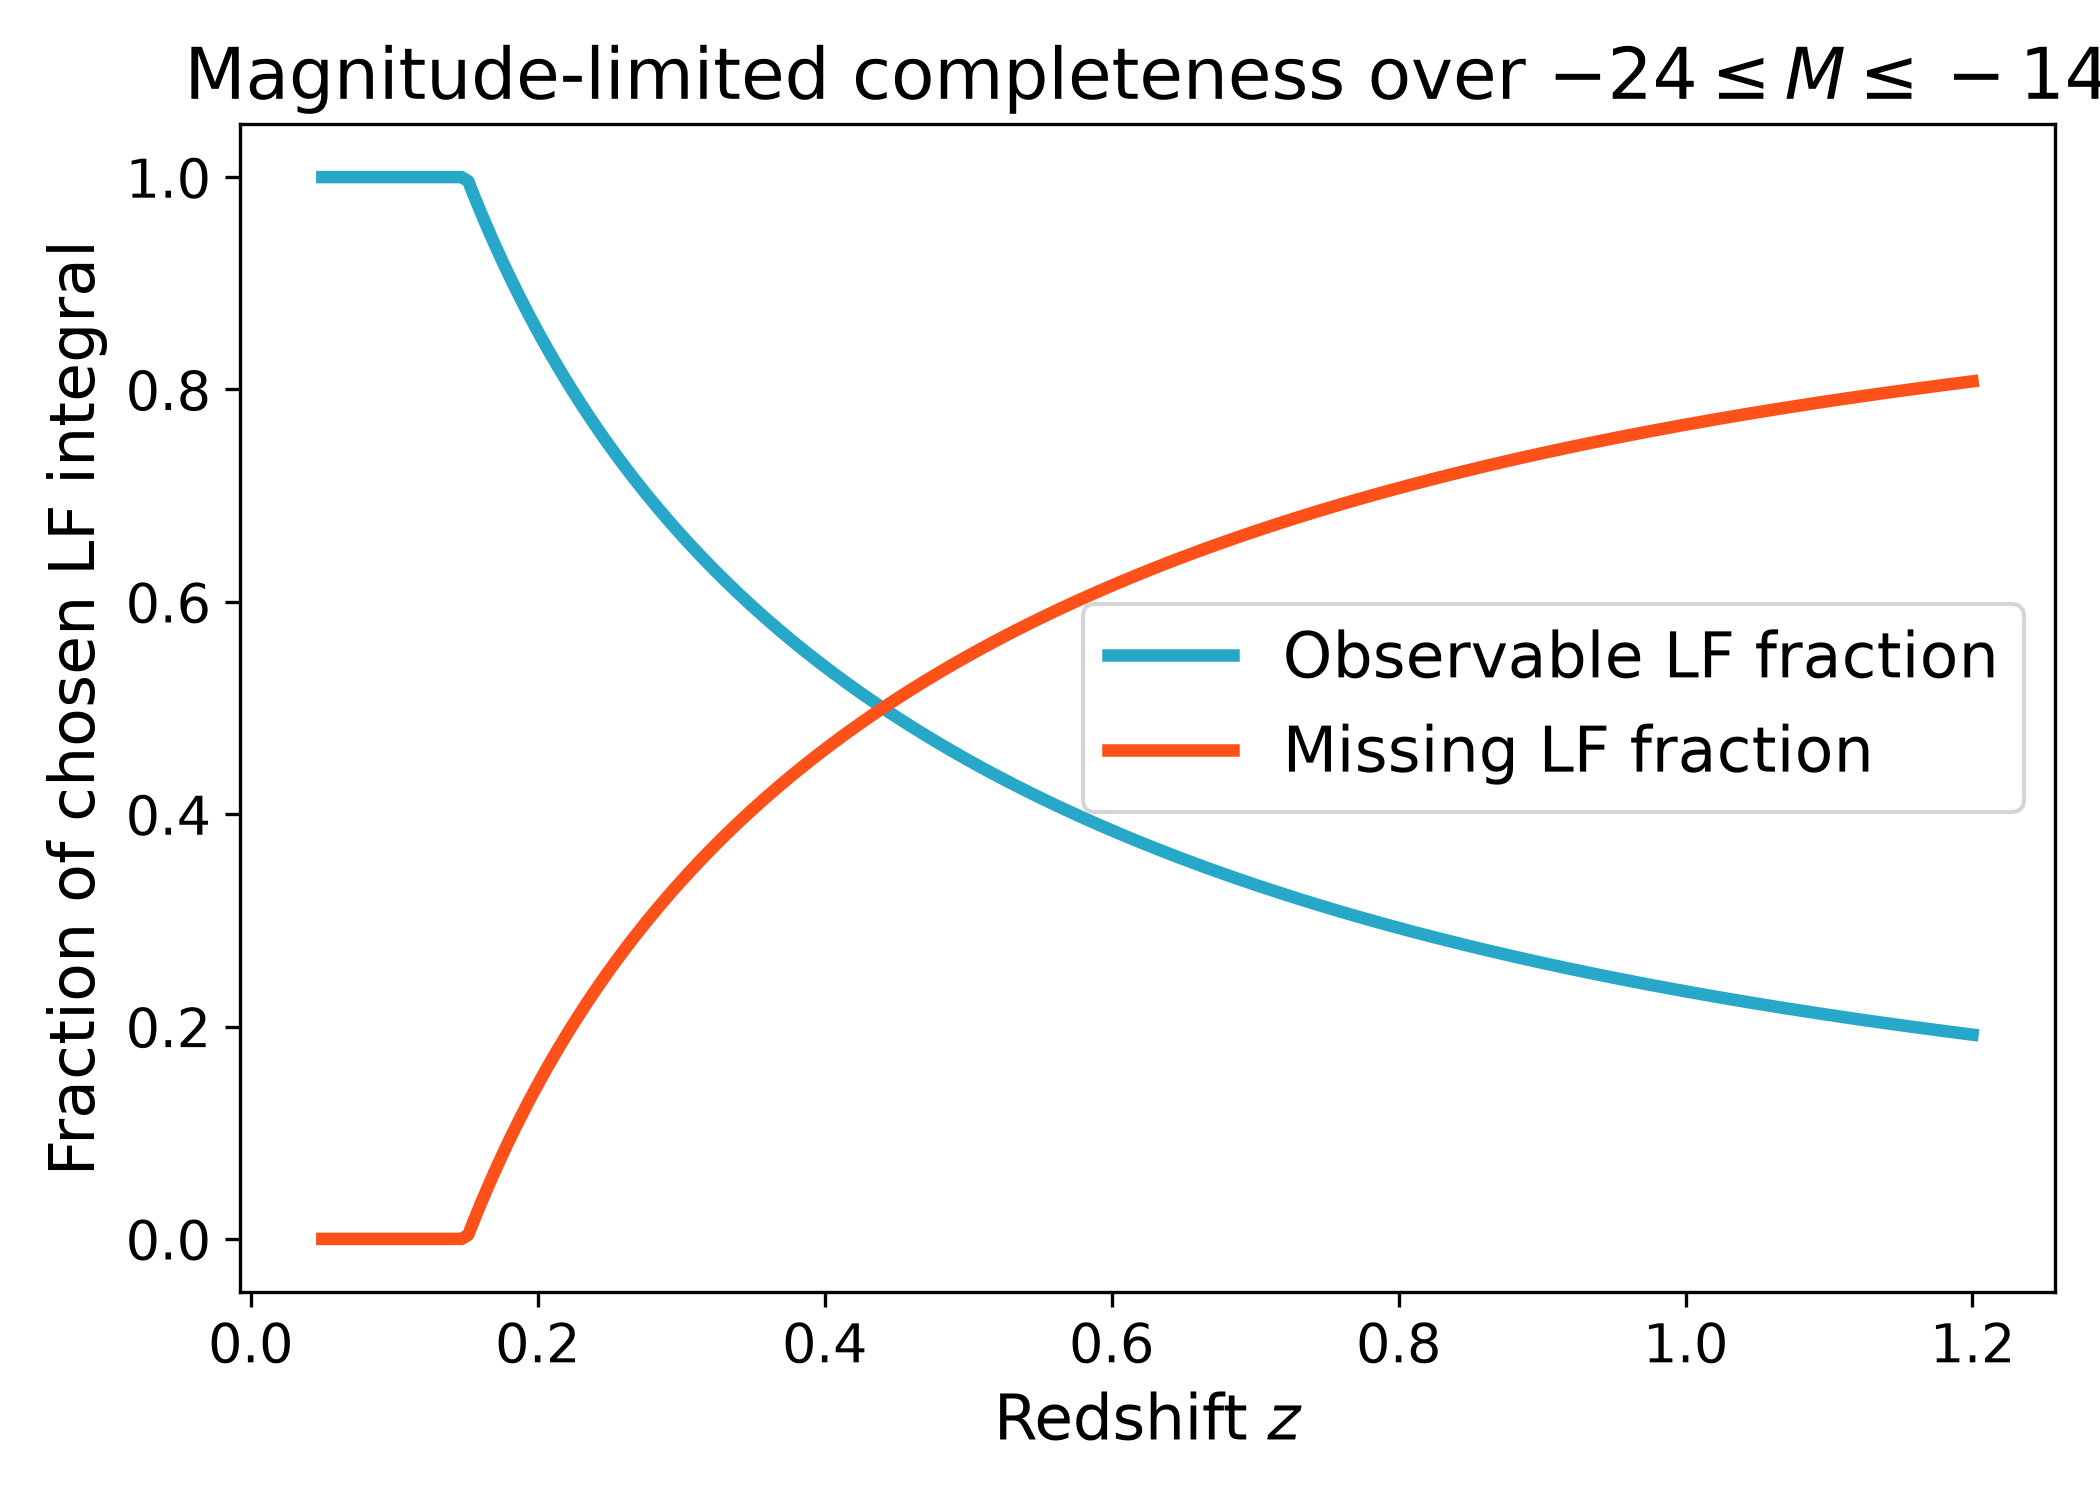 Magnitude-limited completeness over −24 ≤ M ≤ −14
Fraction of chosen LF integral
1.0
0.8
0.6
0.4
0.2
0.0
Observable LF fraction
Missing LF fraction
0.0 0.2 0.4 0.6 0.8 1.0 1.2
Redshift z